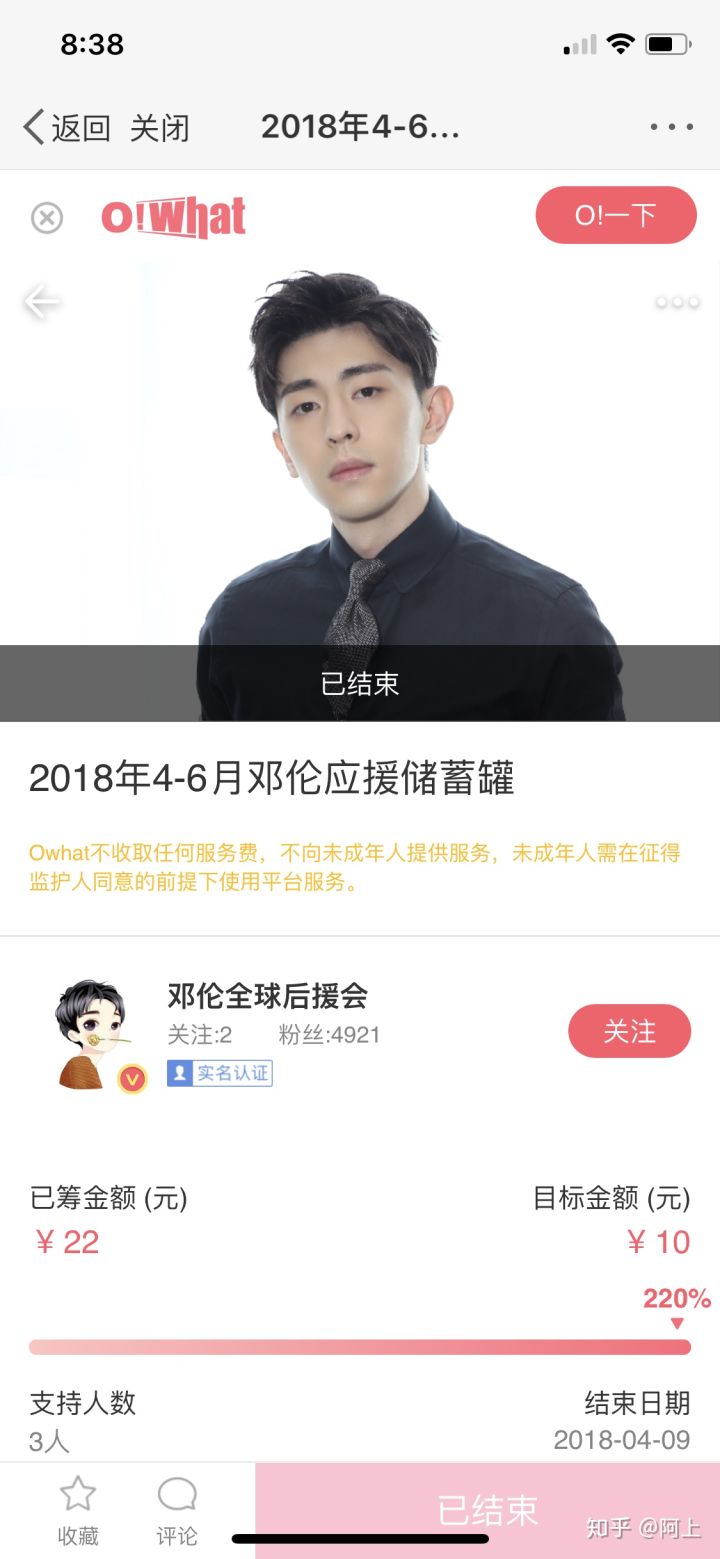 8:38
返回 关闭 2018年4-6...
O!What O!一下
已结束
2018年4-6月邓伦应援储蓄罐
Owhat不收取任何服务费，不向未成年人提供服务，未成年人需在征得
监护人同意的前提下使用平台服务。
邓伦全球后援会
关注:2 粉丝:4921
关注
V
实名认证
已筹金额 (元) 目标金额 (元)
¥ 22 ¥ 10
220%
支持人数 结束日期
3人 2018-04-09
收藏 评论 已结束
知乎 @阿上